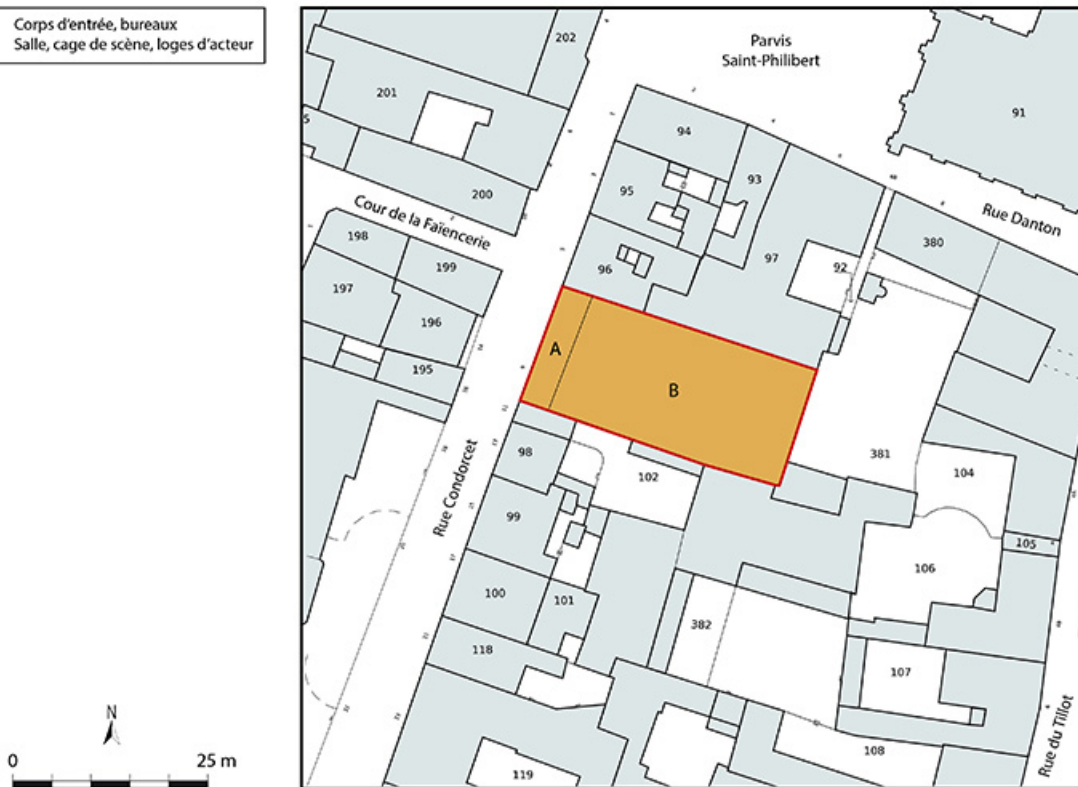 Corps d'entrée, bureaux
Salle, cage de scène, loges d'acteur
Parvis
Saint-Philibert
202
201
91
94
93
95
200
Cour de la Faïencerie
Rue Danton
198
199
97
380
96
92
197
196
195
A
B
381
98
102
104
Rue Condorcet
99
105
106
100
101
382
118
107
108
119
Rue du Tillot
N
0
25 m